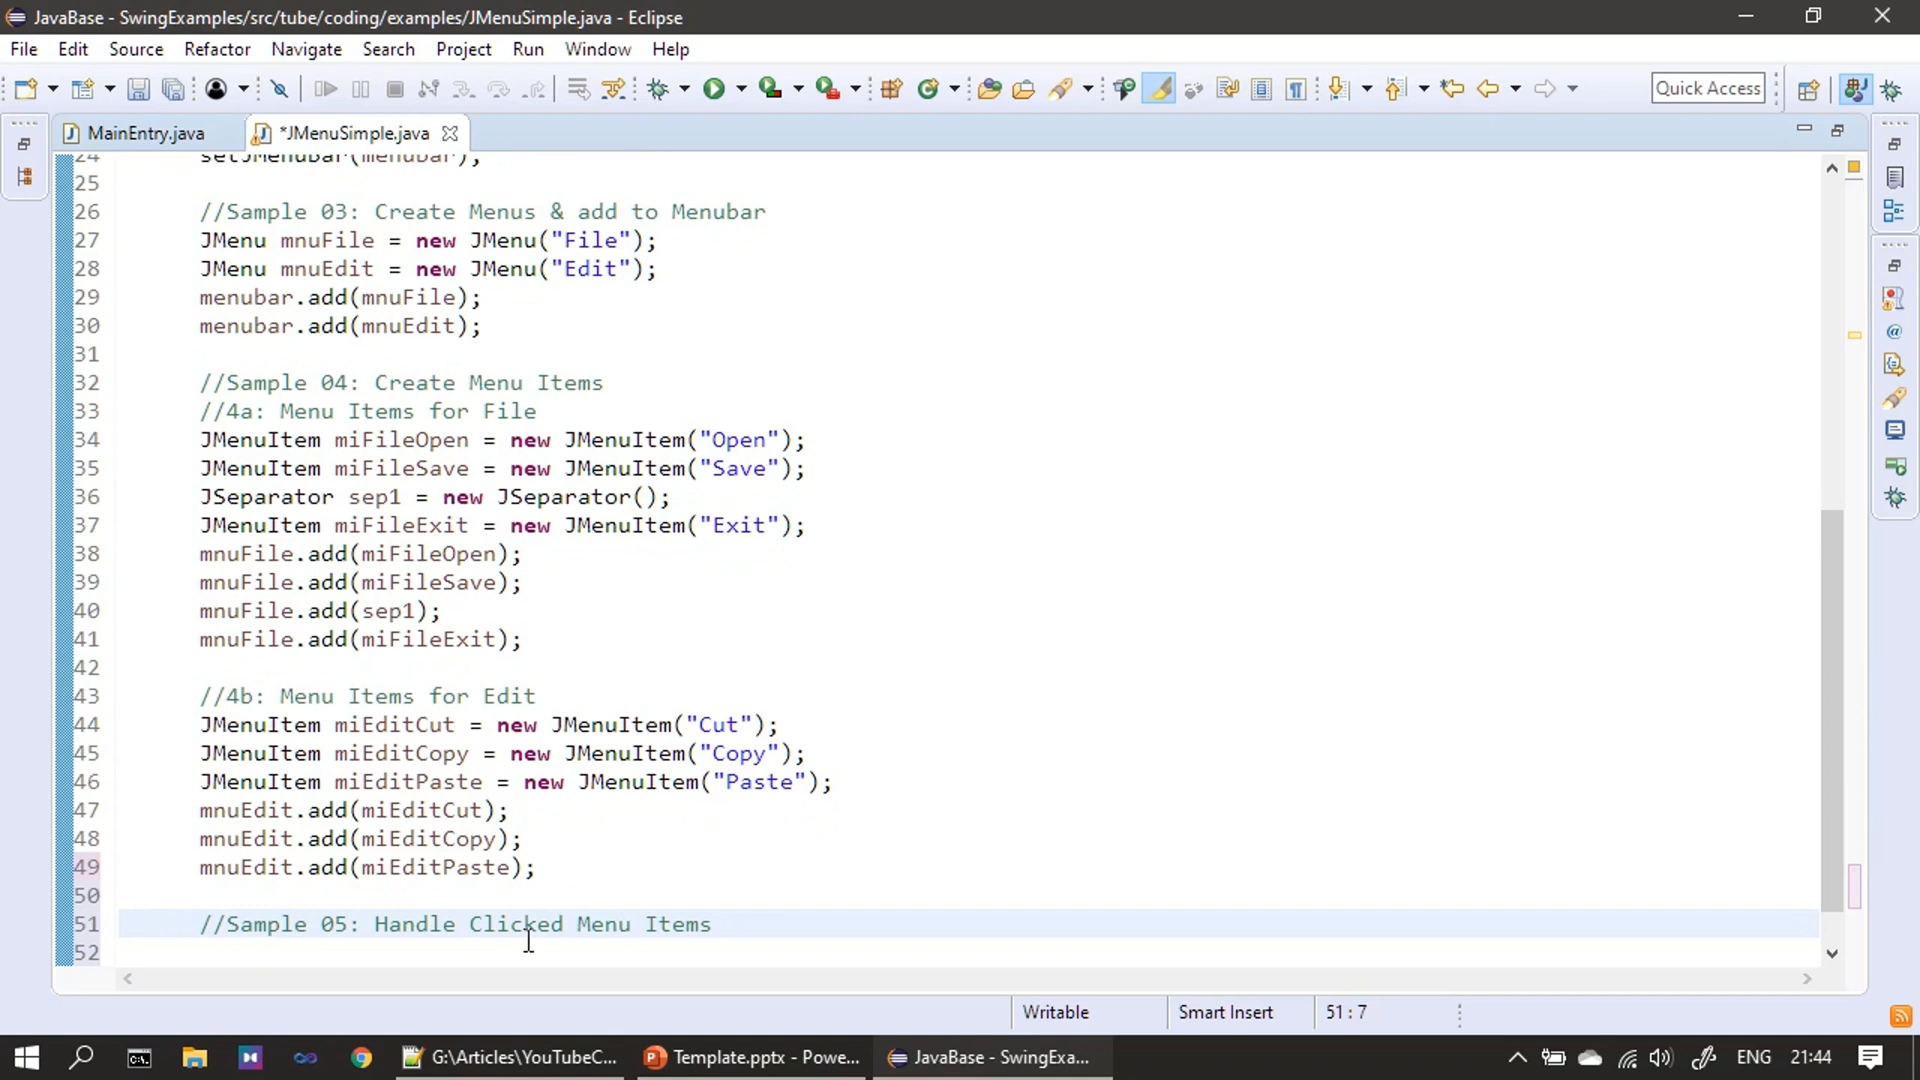 JavaBase - SwingExamples/src/tube/coding/examples/JMenuSimple.java - Eclipse
File Edit Source Refactor Navigate Search Project Run Window Help
Quick Access
MainEntry.java *JMenuSimple.java
24 setJMenuBar(menubar);
25
26 //Sample 03: Create Menus & add to Menubar
27 JMenu mnuFile = new JMenu("File");
28 JMenu mnuEdit = new JMenu("Edit");
29 menubar.add(mnuFile);
30 menubar.add(mnuEdit);
31
32 //Sample 04: Create Menu Items
33 //4a: Menu Items for File
34 JMenuItem miFileOpen = new JMenuItem("Open");
35 JMenuItem miFileSave = new JMenuItem("Save");
36 JSeparator sep1 = new JSeparator();
37 JMenuItem miFileExit = new JMenuItem("Exit");
38 mnuFile.add(miFileOpen);
39 mnuFile.add(miFileSave);
40 mnuFile.add(sep1);
41 mnuFile.add(miFileExit);
42
43 //4b: Menu Items for Edit
44 JMenuItem miEditCut = new JMenuItem("Cut");
45 JMenuItem miEditCopy = new JMenuItem("Copy");
46 JMenuItem miEditPaste = new JMenuItem("Paste");
47 mnuEdit.add(miEditCut);
48 mnuEdit.add(miEditCopy);
49 mnuEdit.add(miEditPaste);
50
51 //Sample 05: Handle Clicked Menu Items
52
Writable Smart Insert 51 : 7
G:\Articles\YouTubeC... Template.pptx - Powe... JavaBase - SwingExa... ENG 21:44